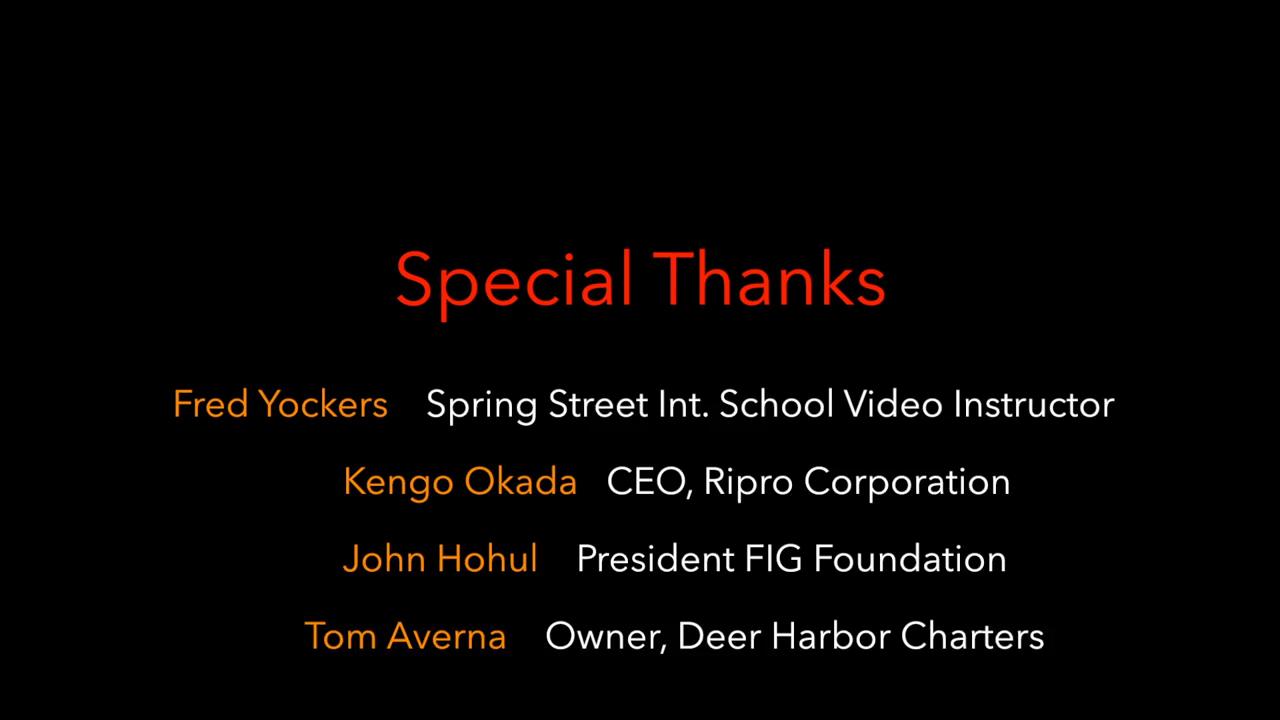 Special Thanks
Fred Yockers Spring Street Int. School Video Instructor
Kengo Okada CEO, Ripro Corporation
John Hohul President FIG Foundation
Tom Averna Owner, Deer Harbor Charters